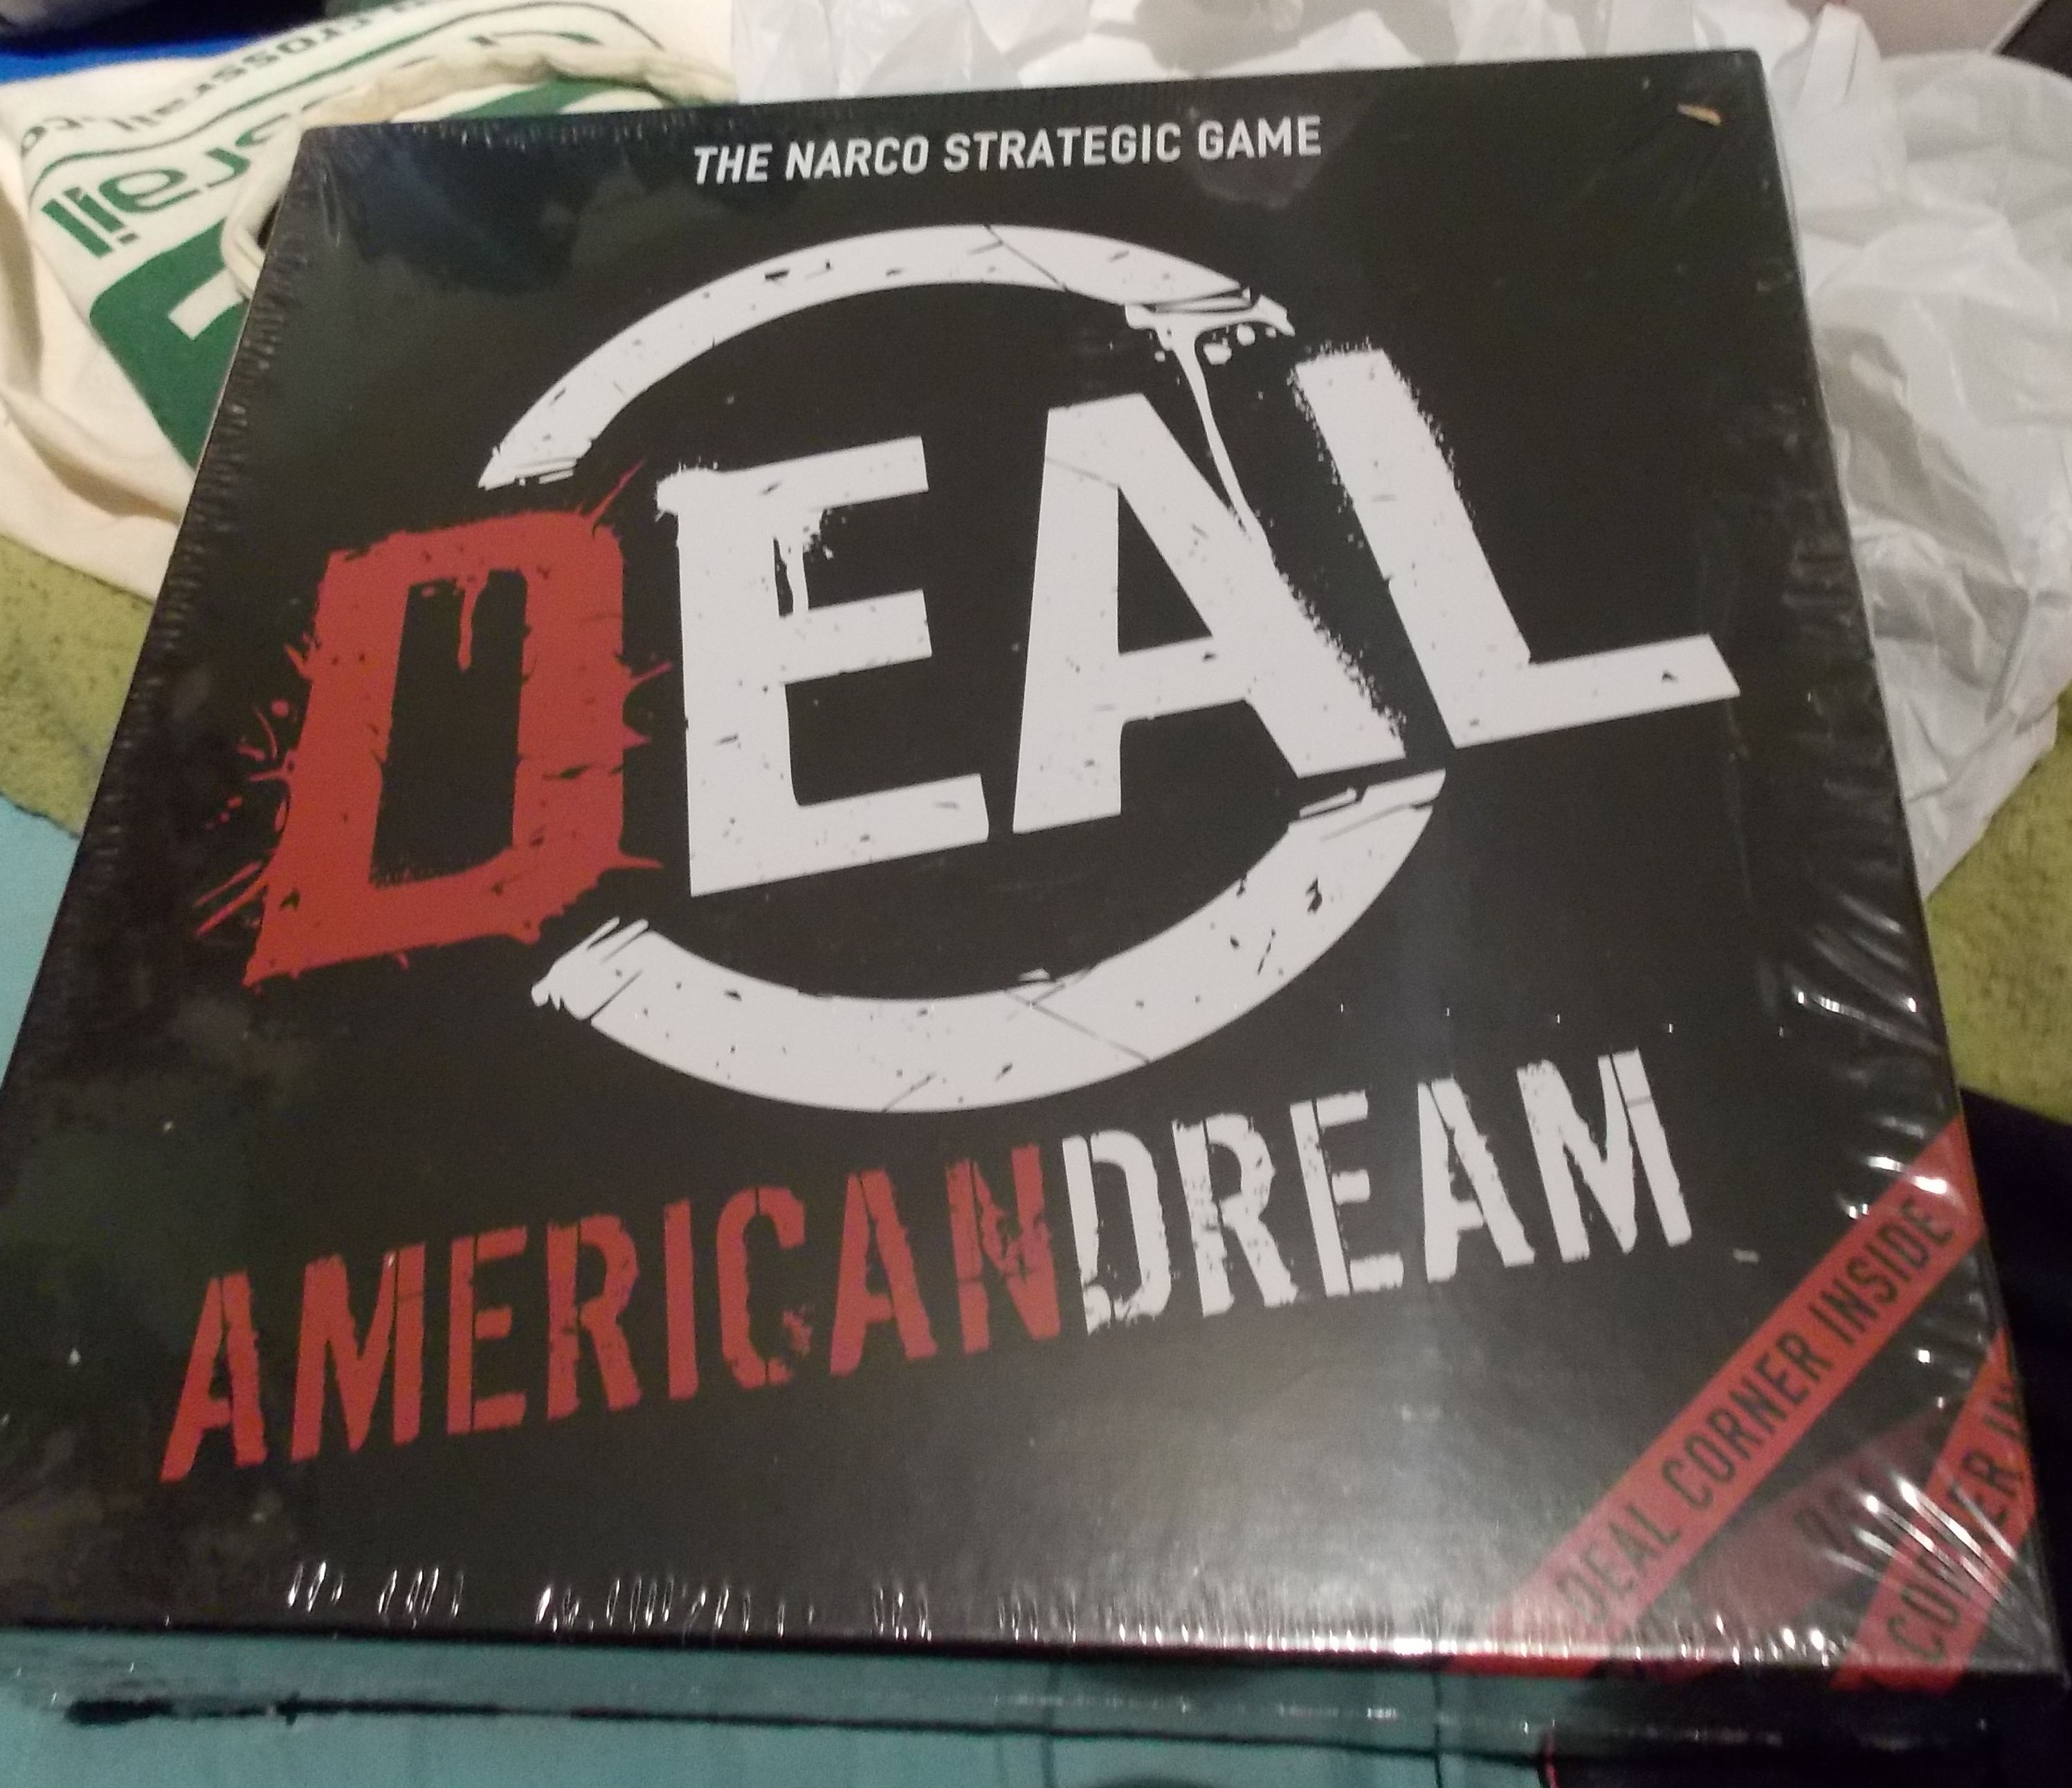 THE NARCO STRATEGIC GAME
DEAL
AMERICANDREAM
DEAL CORNER INSIDE